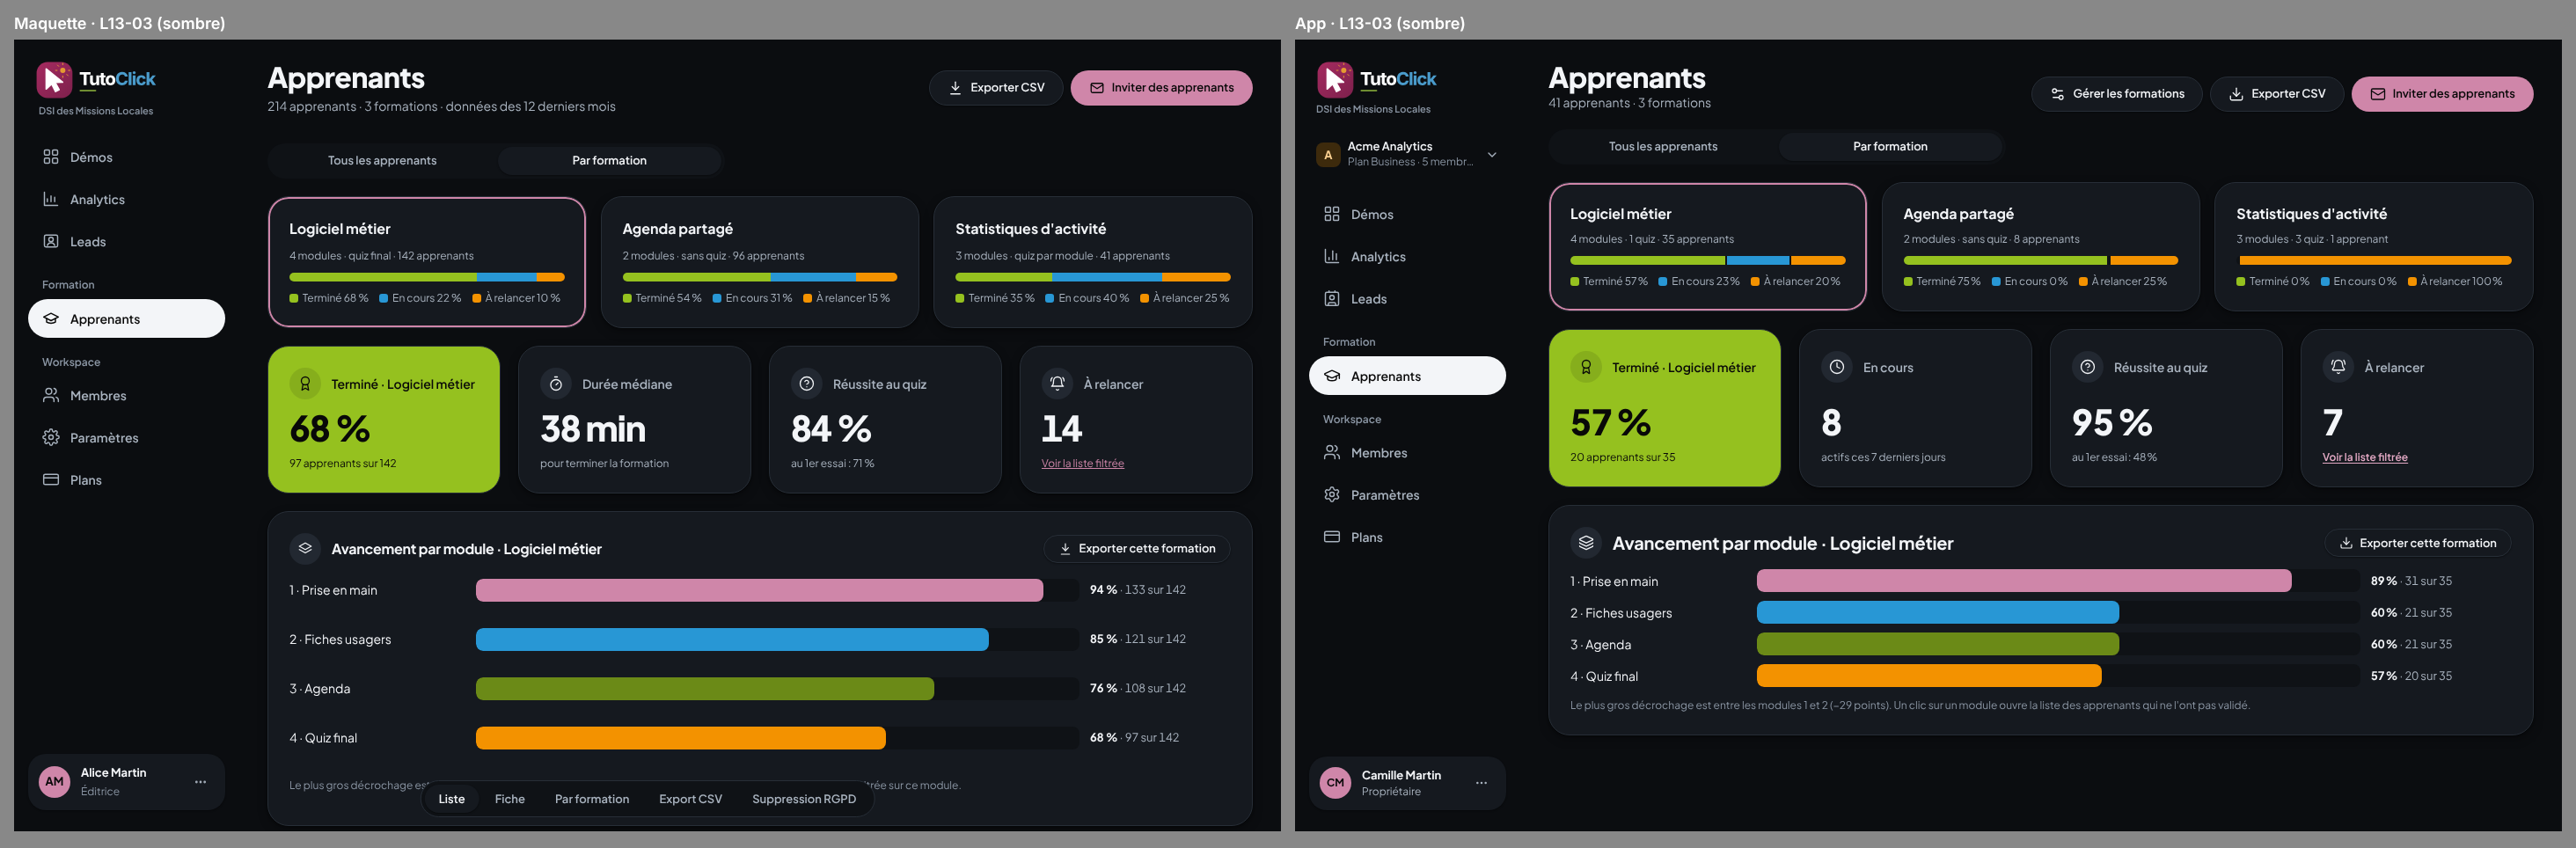 Maquette · L13-03 (sombre)
TutoClick
DSI des Missions Locales
Démos
Analytics
Leads
Formation
Apprenants
Workspace
Membres
Paramètres
Plans
AM
Alice Martin
Éditrice
Apprenants
214 apprenants · 3 formations · données des 12 derniers mois
Exporter CSV
Inviter des apprenants
Tous les apprenants
Par formation
Logiciel métier
4 modules · quiz final · 142 apprenants
Terminé 68 % En cours 22 % À relancer 10 %
Agenda partagé
2 modules · sans quiz · 96 apprenants
Terminé 54 % En cours 31 % À relancer 15 %
Statistiques d'activité
3 modules · quiz par module · 41 apprenants
Terminé 35 % En cours 40 % À relancer 25 %
Terminé · Logiciel métier
68 %
97 apprenants sur 142
Durée médiane
38 min
pour terminer la formation
Réussite au quiz
84 %
au 1er essai : 71 %
À relancer
14
Voir la liste filtrée
Avancement par module · Logiciel métier
Exporter cette formation
1 · Prise en main
94 % · 133 sur 142
2 · Fiches usagers
85 % · 121 sur 142
3 · Agenda
76 % · 108 sur 142
4 · Quiz final
68 % · 97 sur 142
Le plus gros décrochage est
trée sur ce module.
Liste
Fiche
Par formation
Export CSV
Suppression RGPD
App · L13-03 (sombre)
TutoClick
DSI des Missions Locales
A
Acme Analytics
Plan Business · 5 membr...
Démos
Analytics
Leads
Formation
Apprenants
Workspace
Membres
Paramètres
Plans
CM
Camille Martin
Propriétaire
Apprenants
41 apprenants · 3 formations
Gérer les formations
Exporter CSV
Inviter des apprenants
Tous les apprenants
Par formation
Logiciel métier
4 modules · 1 quiz · 35 apprenants
Terminé 57 % En cours 23 % À relancer 20 %
Agenda partagé
2 modules · sans quiz · 8 apprenants
Terminé 75 % En cours 0 % À relancer 25 %
Statistiques d'activité
3 modules · 3 quiz · 1 apprenant
Terminé 0 % En cours 0 % À relancer 100 %
Terminé · Logiciel métier
57 %
20 apprenants sur 35
En cours
8
actifs ces 7 derniers jours
Réussite au quiz
95 %
au 1er essai : 48 %
À relancer
7
Voir la liste filtrée
Avancement par module · Logiciel métier
Exporter cette formation
1 · Prise en main
89 % · 31 sur 35
2 · Fiches usagers
60 % · 21 sur 35
3 · Agenda
60 % · 21 sur 35
4 · Quiz final
57 % · 20 sur 35
Le plus gros décrochage est entre les modules 1 et 2 (−29 points). Un clic sur un module ouvre la liste des apprenants qui ne l'ont pas validé.